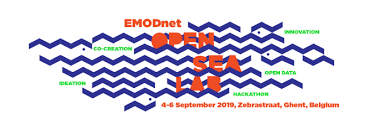 EMODnet
OPEN
INNOVATION
CO-CREATION
SEA
OPEN DATA
IDEATION
LAB
HACKATHON
4-6 September 2019, Zebrastraat, Ghent, Belgium